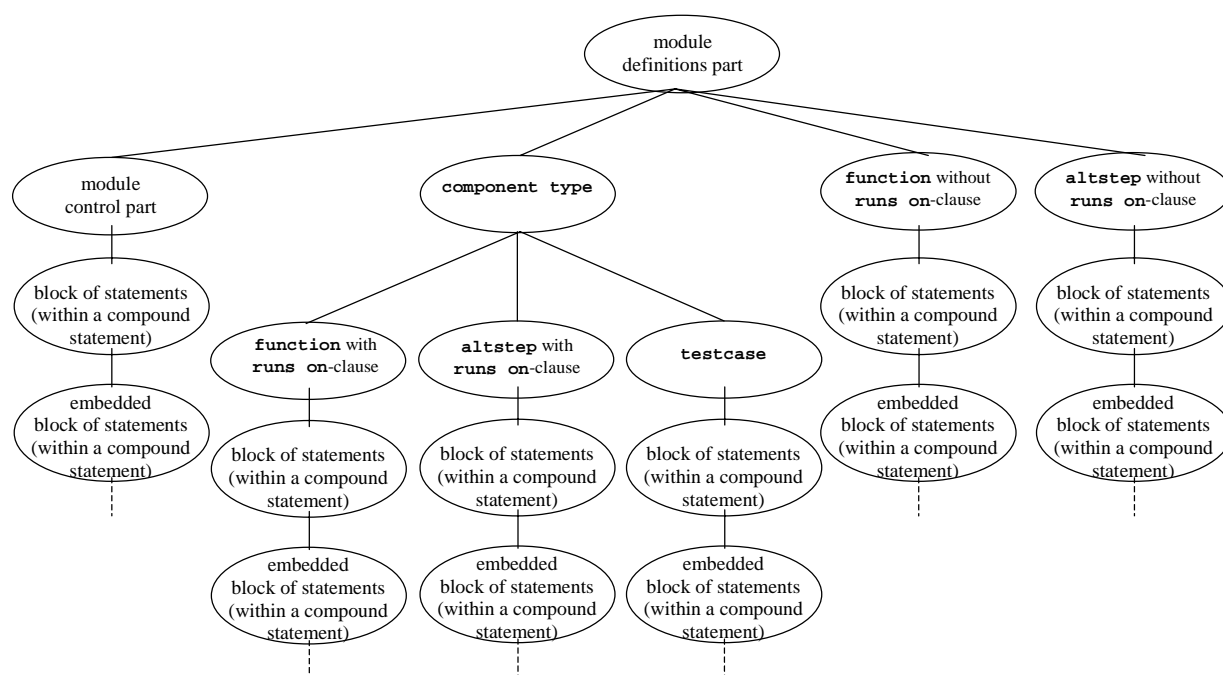 module
definitions part
module
control part
component type
function without
runs on-clause
altstep without
runs on-clause
block of statements
(within a compound
statement)
block of statements
(within a compound
statement)
block of statements
(within a compound
statement)
function with
runs on-clause
altstep with
runs on-clause
testcase
embedded
block of statements
(within a compound
statement)
embedded
block of statements
(within a compound
statement)
embedded
block of statements
(within a compound
statement)
block of statements
(within a compound
statement)
block of statements
(within a compound
statement)
block of statements
(within a compound
statement)
embedded
block of statements
(within a compound
statement)
embedded
block of statements
(within a compound
statement)
embedded
block of statements
(within a compound
statement)